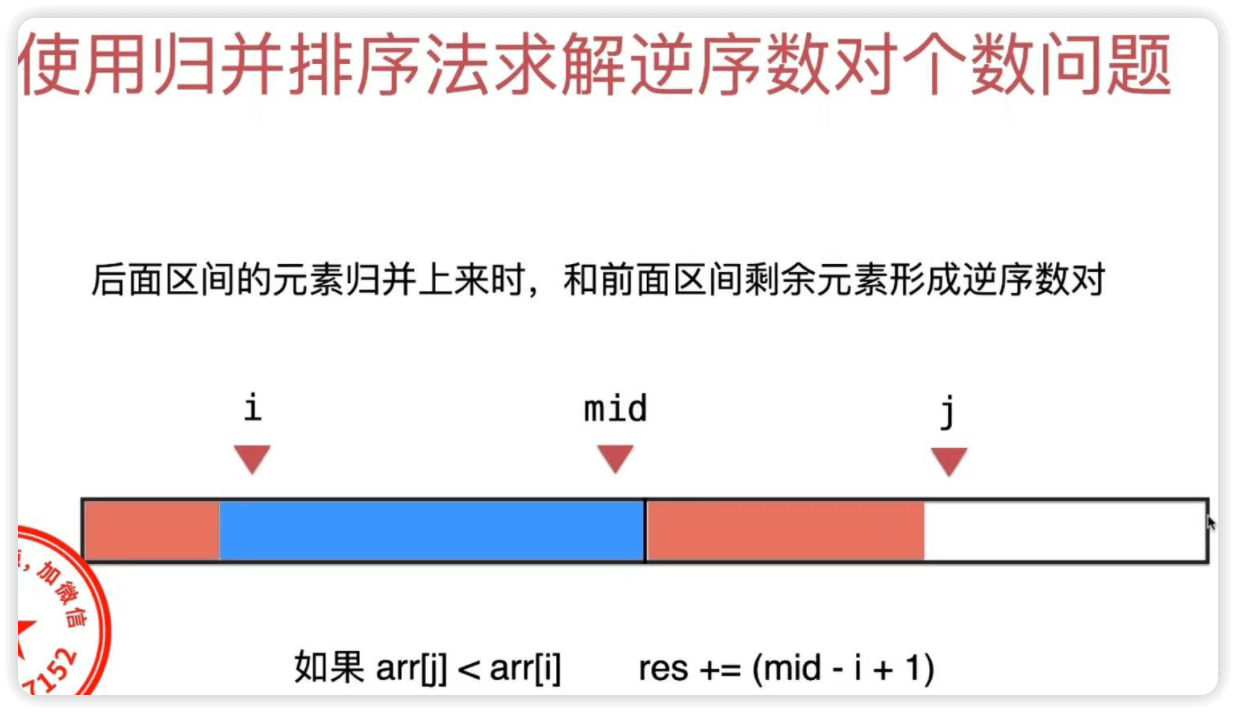 使用归并排序法求解逆序数对个数问题
后面区间的元素归并上来时，和前面区间剩余元素形成逆序数对
i mid j
如果 arr[j] < arr[i] res += (mid - i + 1)
，加微信
7152